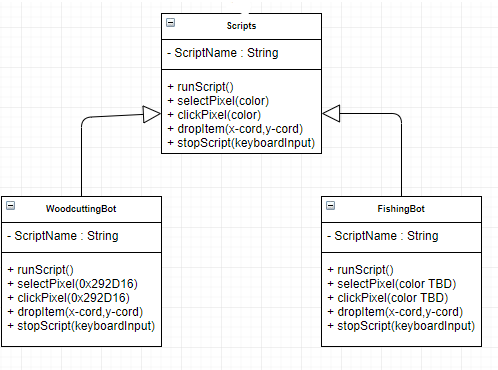 Scripts
- ScriptName : String
+ runScript()
+ selectPixel(color)
+ clickPixel(color)
+ dropItem(x-cord,y-cord)
+ stopScript(keyboardInput)
WoodcuttingBot
- ScriptName : String
+ runScript()
+ selectPixel(0x292D16)
+ clickPixel(0x292D16)
+ dropItem(x-cord,y-cord)
+ stopScript(keyboardInput)
FishingBot
- ScriptName : String
+ runScript()
+ selectPixel(color TBD)
+ clickPixel(color TBD)
+ dropItem(x-cord,y-cord)
+ stopScript(keyboardInput)